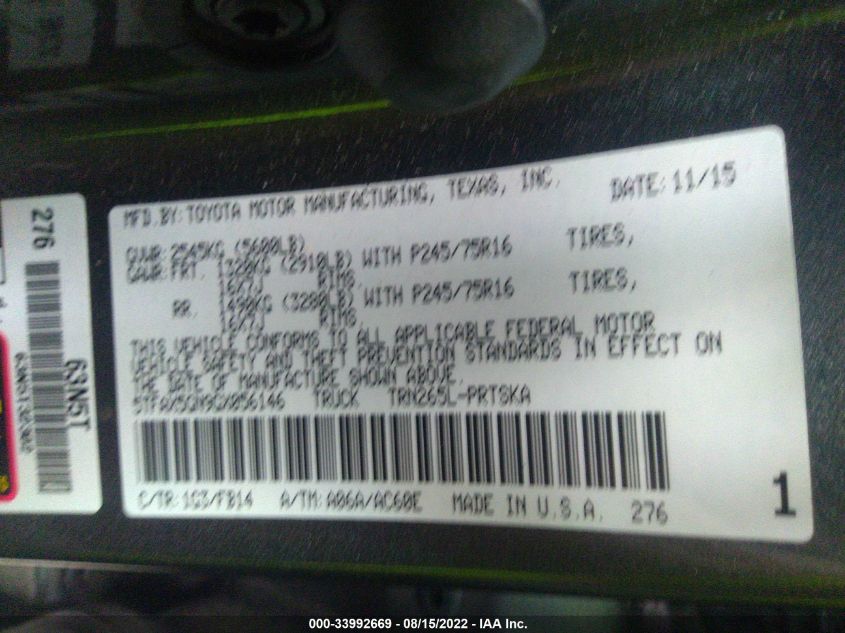 MFD.BY:TOYOTA MOTOR MANUFACTURING, TEXAS, INC. DATE:11/15
GVWR:2545KG (5600LB)
GAWR:FRT. 1320KG (2910LB) WITH P245/75R16 TIRES,
16X7J RIMS,
RR. 1490KG (3280LB) WITH P245/75R16 TIRES,
16X7J RIMS
THIS VEHICLE CONFORMS TO ALL APPLICABLE FEDERAL MOTOR
VEHICLE SAFETY AND THEFT PREVENTION STANDARDS IN EFFECT ON
THE DATE OF MANUFACTURE SHOWN ABOVE.
5TFAX5GN9GX056146 TRUCK TRN265L-PRTSKA
C/TR:1G3/FB14 A/TM:A06A/AC60E MADE IN U.S.A. 276
1
276
63N5T
000-33992669 - 08/15/2022 - IAA Inc.